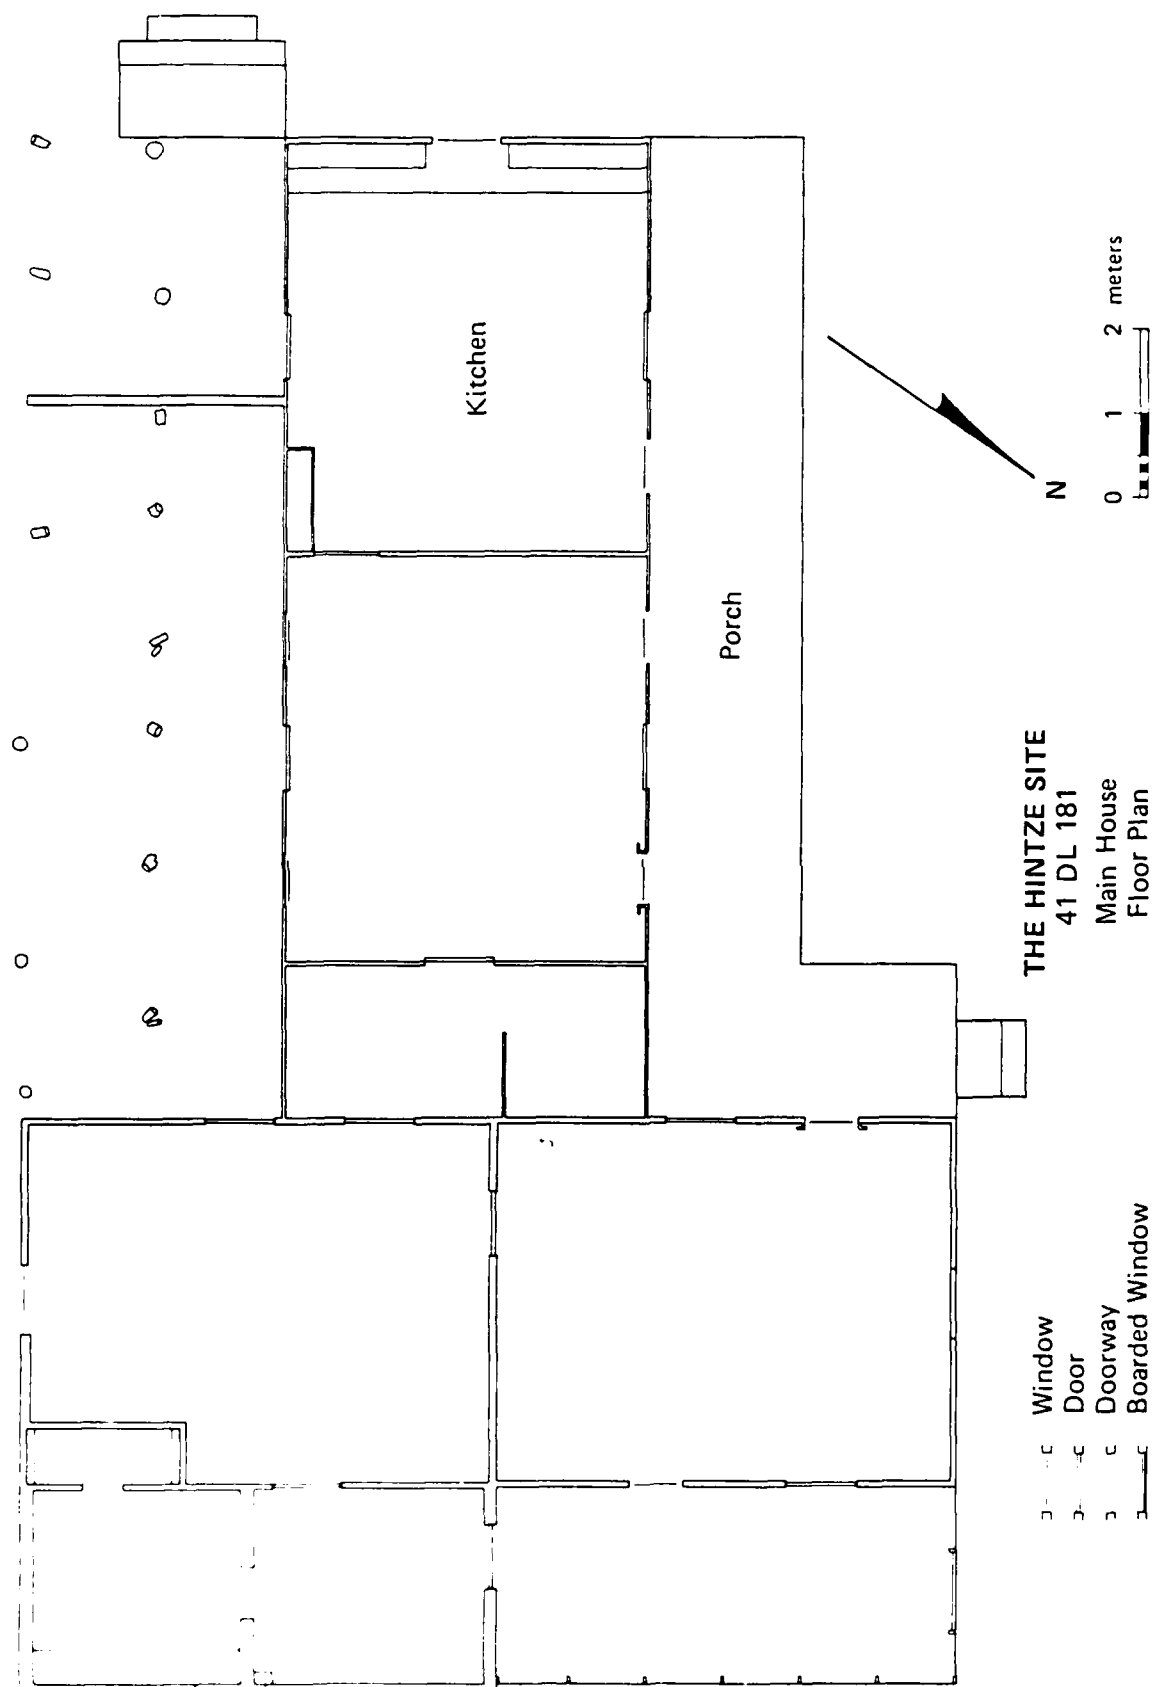 Kitchen
Porch
N
0 1 2 meters
THE HINTZE SITE
41 DL 181
Main House
Floor Plan
Window
Door
Doorway
Boarded Window